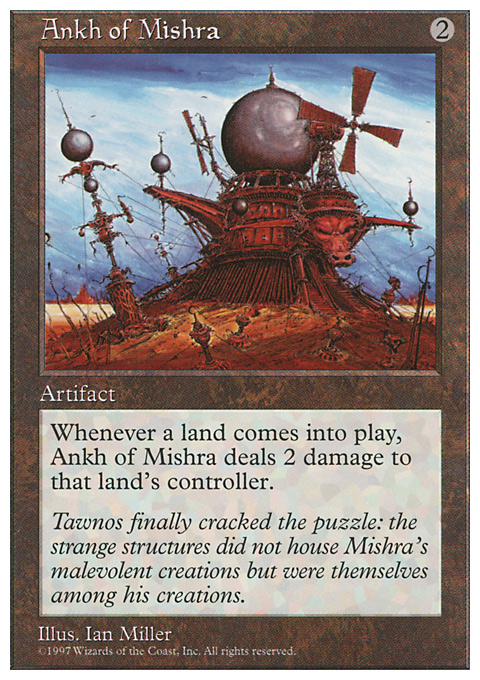 Ankh of Mishra 2
Artifact
Whenever a land comes into play,
Ankh of Mishra deals 2 damage to
that land's controller.
Tawnos finally cracked the puzzle: the
strange structures did not house Mishra's
malevolent creations but were themselves
among his creations.
Illus. Ian Miller
©1997 Wizards of the Coast, Inc. All rights reserved.